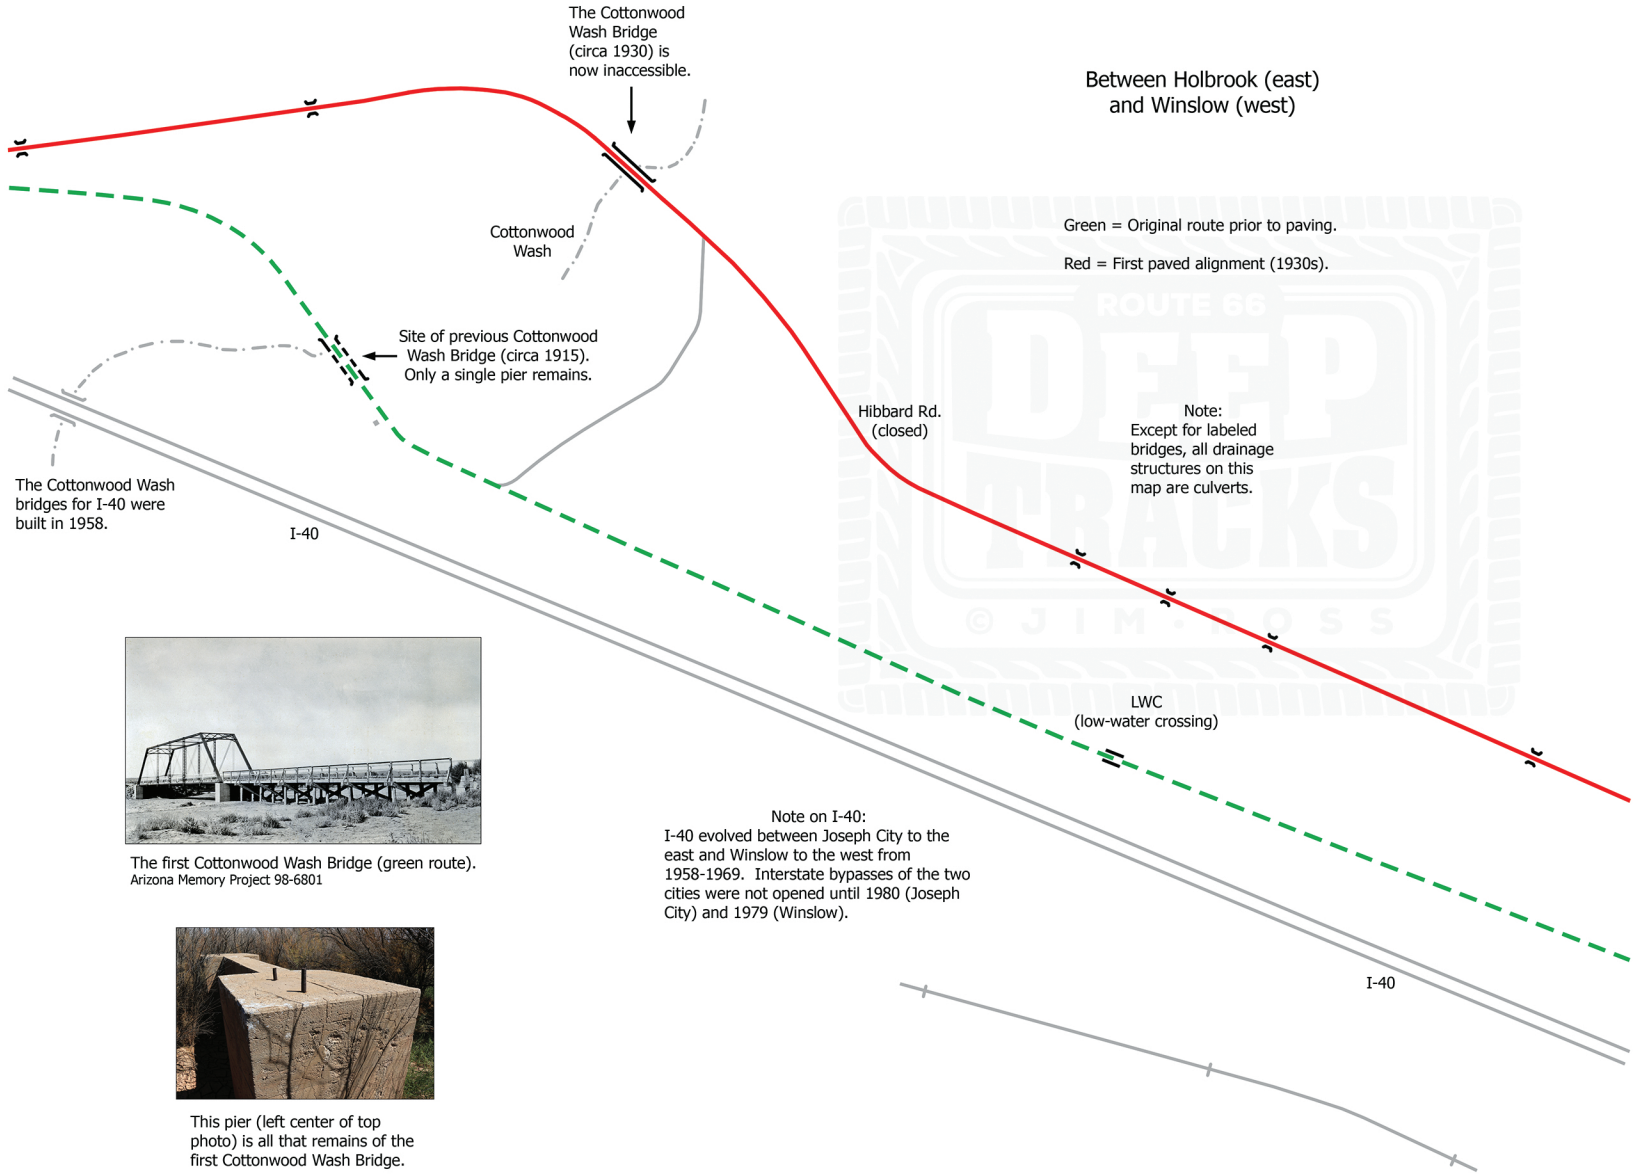 The Cottonwood
Wash Bridge
(circa 1930) is
now inaccessible.
Between Holbrook (east)
and Winslow (west)
Cottonwood
Wash
Green = Original route prior to paving.
Red = First paved alignment (1930s).
ROUTE 66
DEEP
TRACKS
© JIM ROSS
Site of previous Cottonwood
Wash Bridge (circa 1915).
Only a single pier remains.
Hibbard Rd.
(closed)
Note:
Except for labeled
bridges, all drainage
structures on this
map are culverts.
The Cottonwood Wash
bridges for I-40 were
built in 1958.
I-40
LWC
(low-water crossing)
The first Cottonwood Wash Bridge (green route).
Arizona Memory Project 98-6801
Note on I-40:
I-40 evolved between Joseph City to the
east and Winslow to the west from
1958-1969.  Interstate bypasses of the two
cities were not opened until 1980 (Joseph
City) and 1979 (Winslow).
I-40
This pier (left center of top
photo) is all that remains of the
first Cottonwood Wash Bridge.